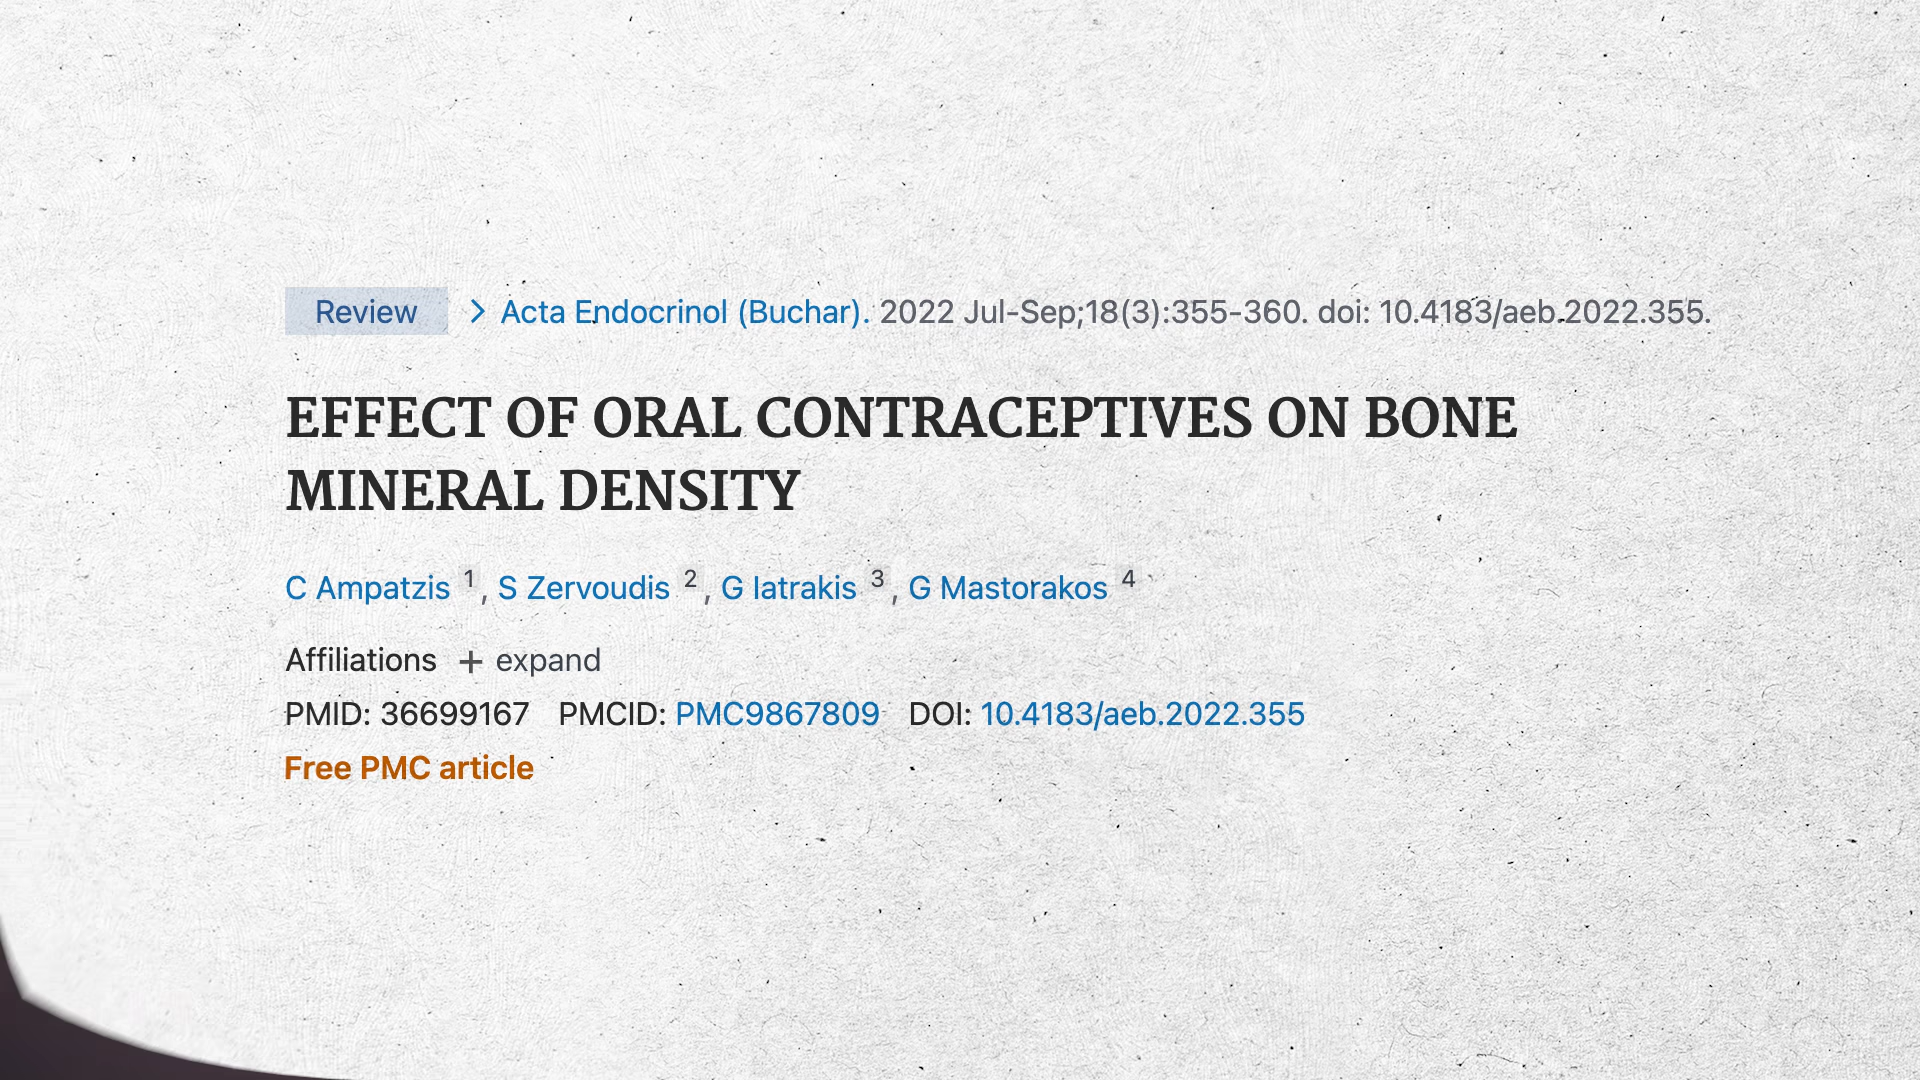 Review > Acta Endocrinol (Buchar). 2022 Jul-Sep;18(3):355-360. doi: 10.4183/aeb.2022.355.
EFFECT OF ORAL CONTRACEPTIVES ON BONE
MINERAL DENSITY
C Ampatzis 1, S Zervoudis 2, G Iatrakis 3, G Mastorakos 4
Affiliations + expand
PMID: 36699167 PMCID: PMC9867809 DOI: 10.4183/aeb.2022.355
Free PMC article